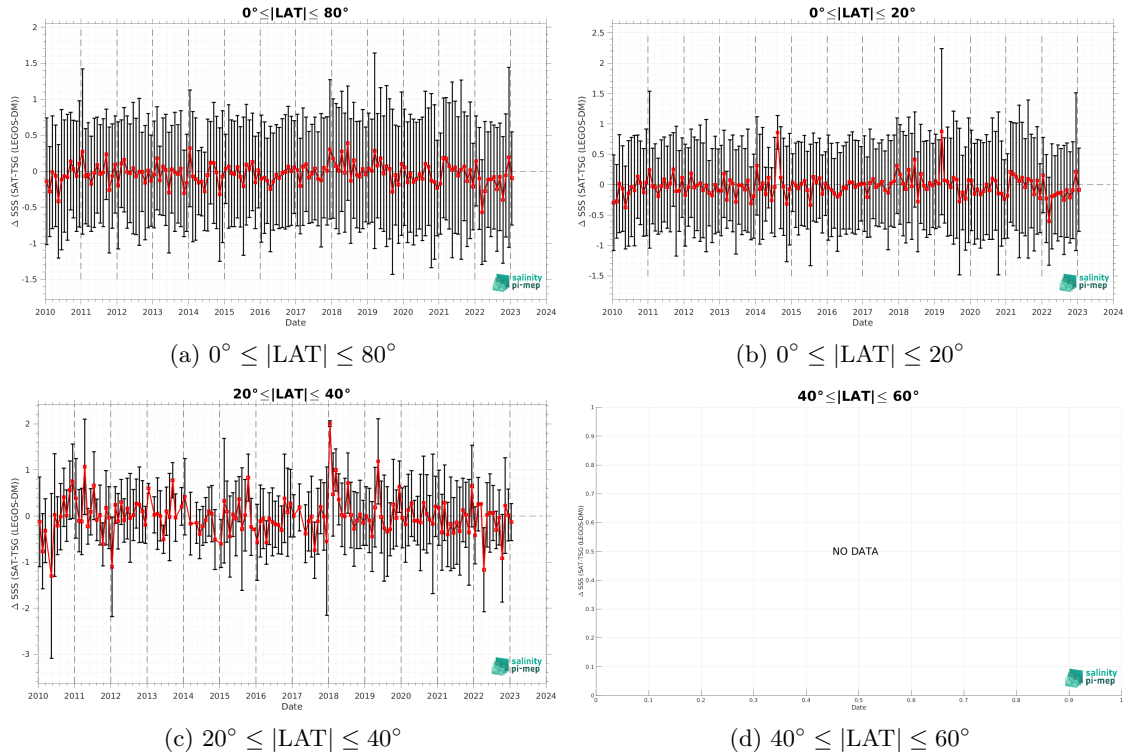 0°≤|LAT|≤ 80°
Δ SSS (SAT-TSG (LEGOS-DM))
2
1.5
1
0.5
0
-0.5
-1
-1.5
2010 2011 2012 2013 2014 2015 2016 2017 2018 2019 2020 2021 2022 2023 2024
Date
salinity
pi-mep
(a) 0° ≤ |LAT| ≤ 80°
0°≤|LAT|≤ 20°
Δ SSS (SAT-TSG (LEGOS-DM))
2.5
2
1.5
1
0.5
0
-0.5
-1
-1.5
2010 2011 2012 2013 2014 2015 2016 2017 2018 2019 2020 2021 2022 2023 2024
Date
salinity
pi-mep
(b) 0° ≤ |LAT| ≤ 20°
20°≤|LAT|≤ 40°
Δ SSS (SAT-TSG (LEGOS-DM))
2
1
0
-1
-2
-3
2010 2011 2012 2013 2014 2015 2016 2017 2018 2019 2020 2021 2022 2023 2024
Date
salinity
pi-mep
(c) 20° ≤ |LAT| ≤ 40°
40°≤|LAT|≤ 60°
Δ SSS (SAT-TSG (LEGOS-DM))
1
0.9
0.8
0.7
0.6
0.5
0.4
0.3
0.2
0.1
0
NO DATA
0 0.1 0.2 0.3 0.4 0.5 0.6 0.7 0.8 0.9 1
Date
salinity
pi-mep
(d) 40° ≤ |LAT| ≤ 60°